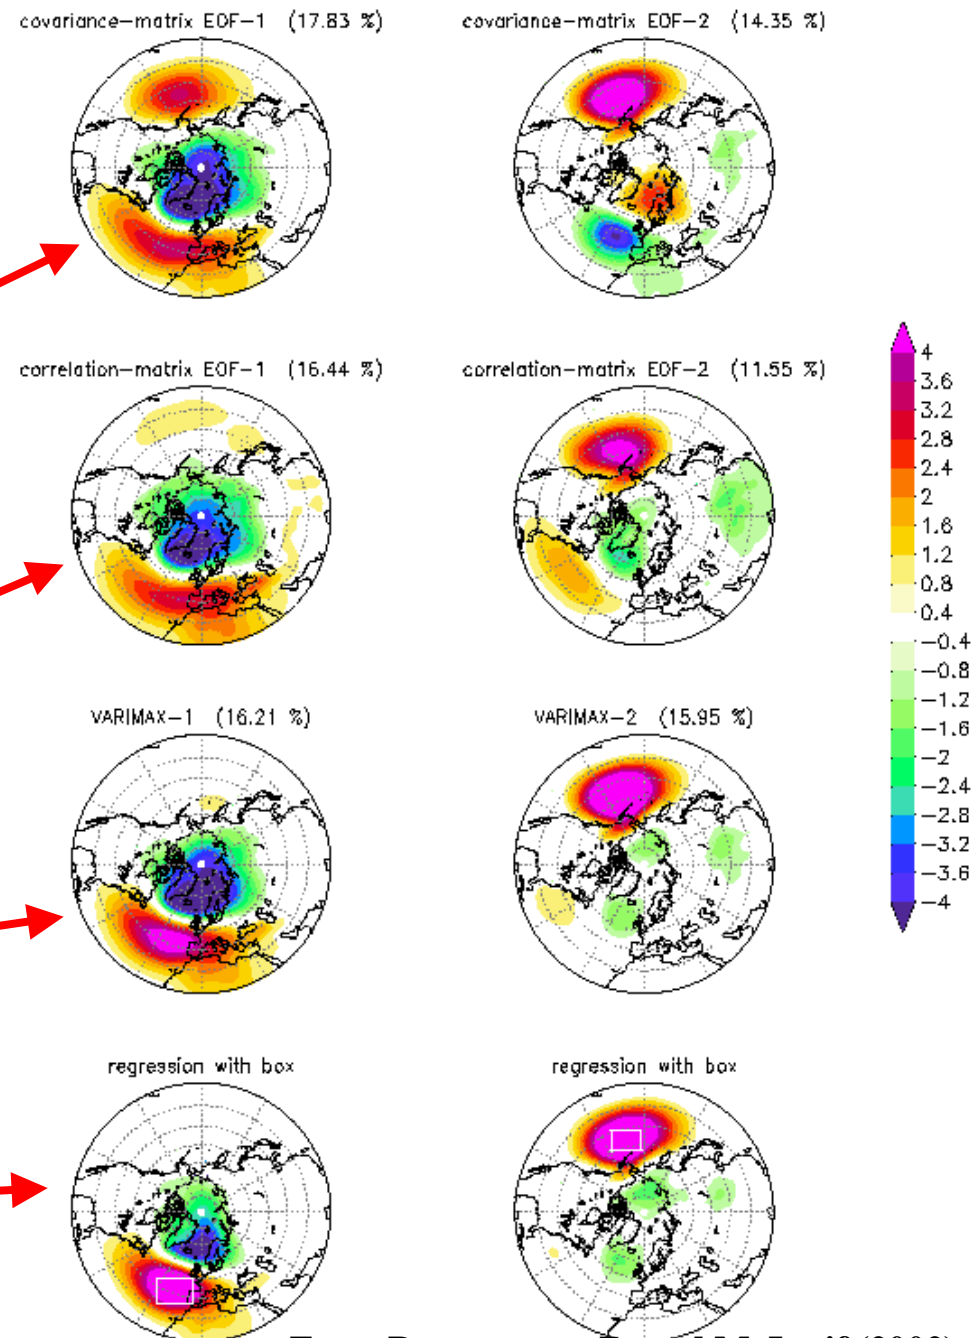 covariance-matrix EOF-1 (17.83 %)
covariance-matrix EOF-2 (14.35 %)
correlation-matrix EOF-1 (16.44 %)
correlation-matrix EOF-2 (11.55 %)
4
3.6
3.2
2.8
2.4
2
1.6
1.2
0.8
0.4
-0.4
-0.8
-1.2
-1.6
-2
-2.4
-2.8
-3.2
-3.6
-4
VARIMAX-1 (16.21 %)
VARIMAX-2 (15.95 %)
regression with box
regression with box